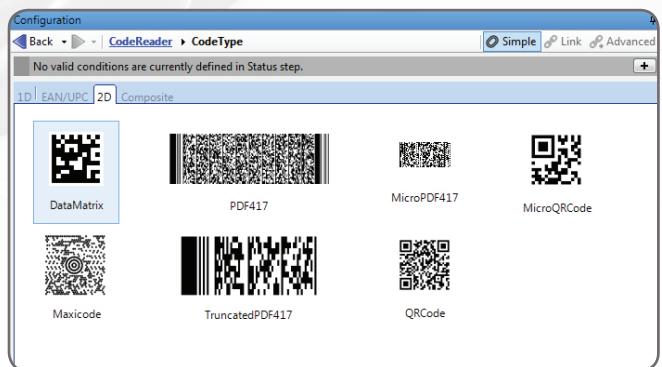 Configuration
Back CodeReader CodeType Simple Link Advanced
No valid conditions are currently defined in Status step.
1D EAN/UPC 2D Composite
DataMatrix PDF417 MicroPDF417 MicroQRCode
Maxicode TruncatedPDF417 QRCode